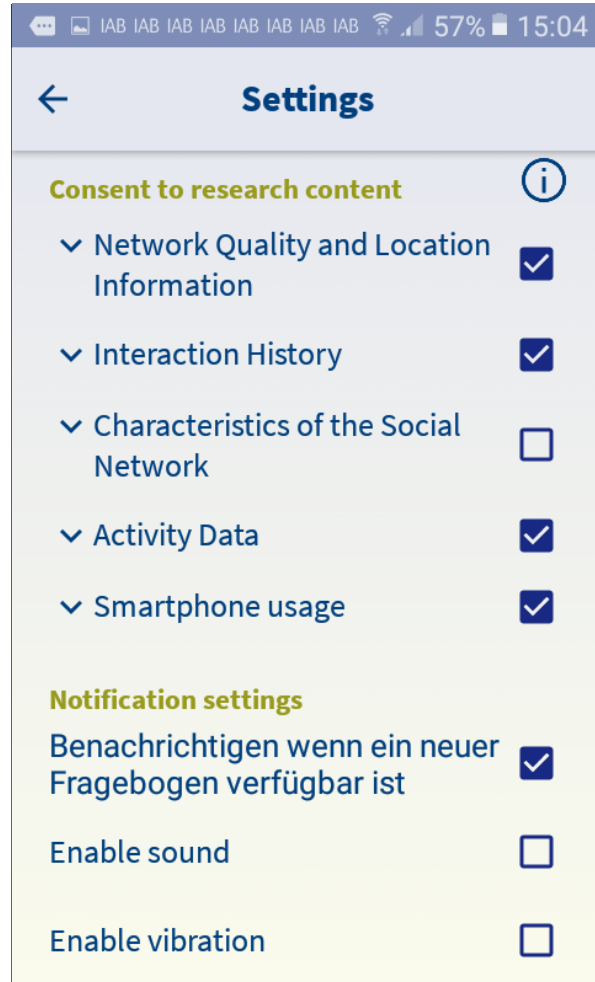 IAB IAB IAB IAB IAB IAB IAB IAB 57% 15:04
Settings
Consent to research content
Network Quality and Location
Information
Interaction History
Characteristics of the Social
Network
Activity Data
Smartphone usage
Notification settings
Benachrichtigen wenn ein neuer
Fragebogen verfügbar ist
Enable sound
Enable vibration